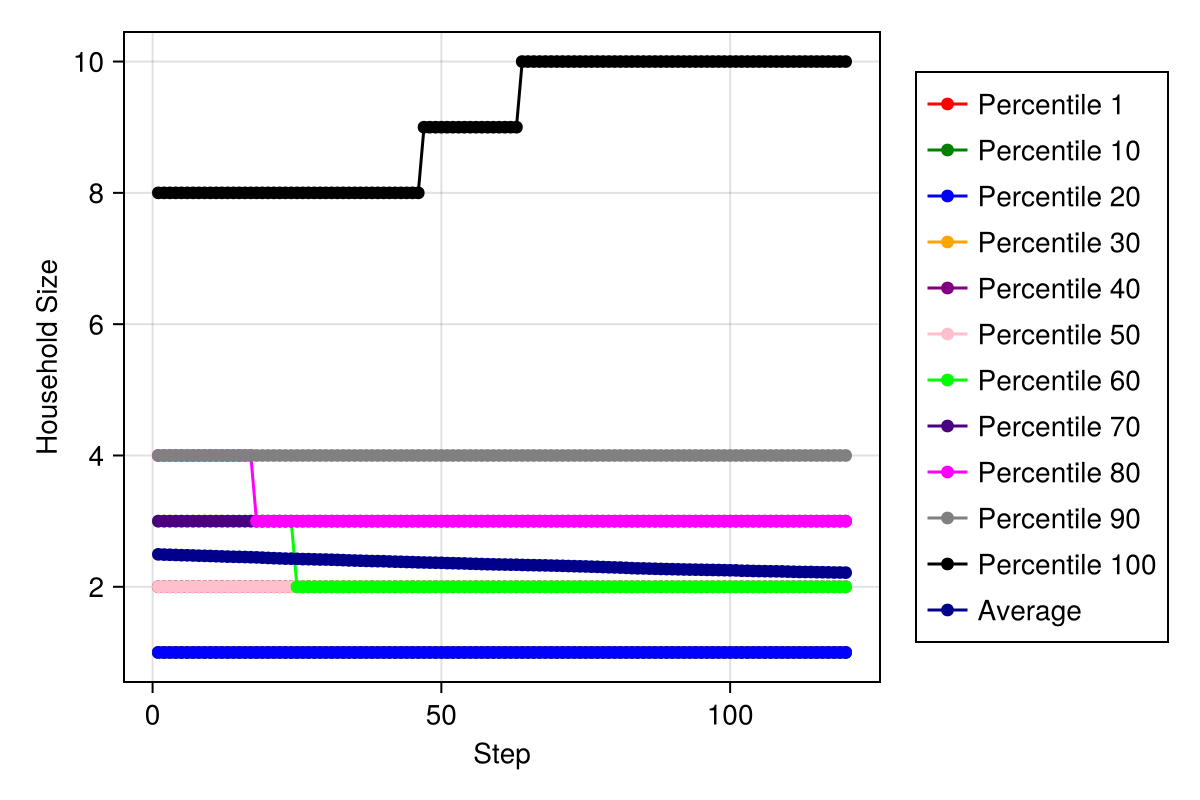 10
8
6
4
2
Household Size
0 50 100
Step
Percentile 1
Percentile 10
Percentile 20
Percentile 30
Percentile 40
Percentile 50
Percentile 60
Percentile 70
Percentile 80
Percentile 90
Percentile 100
Average